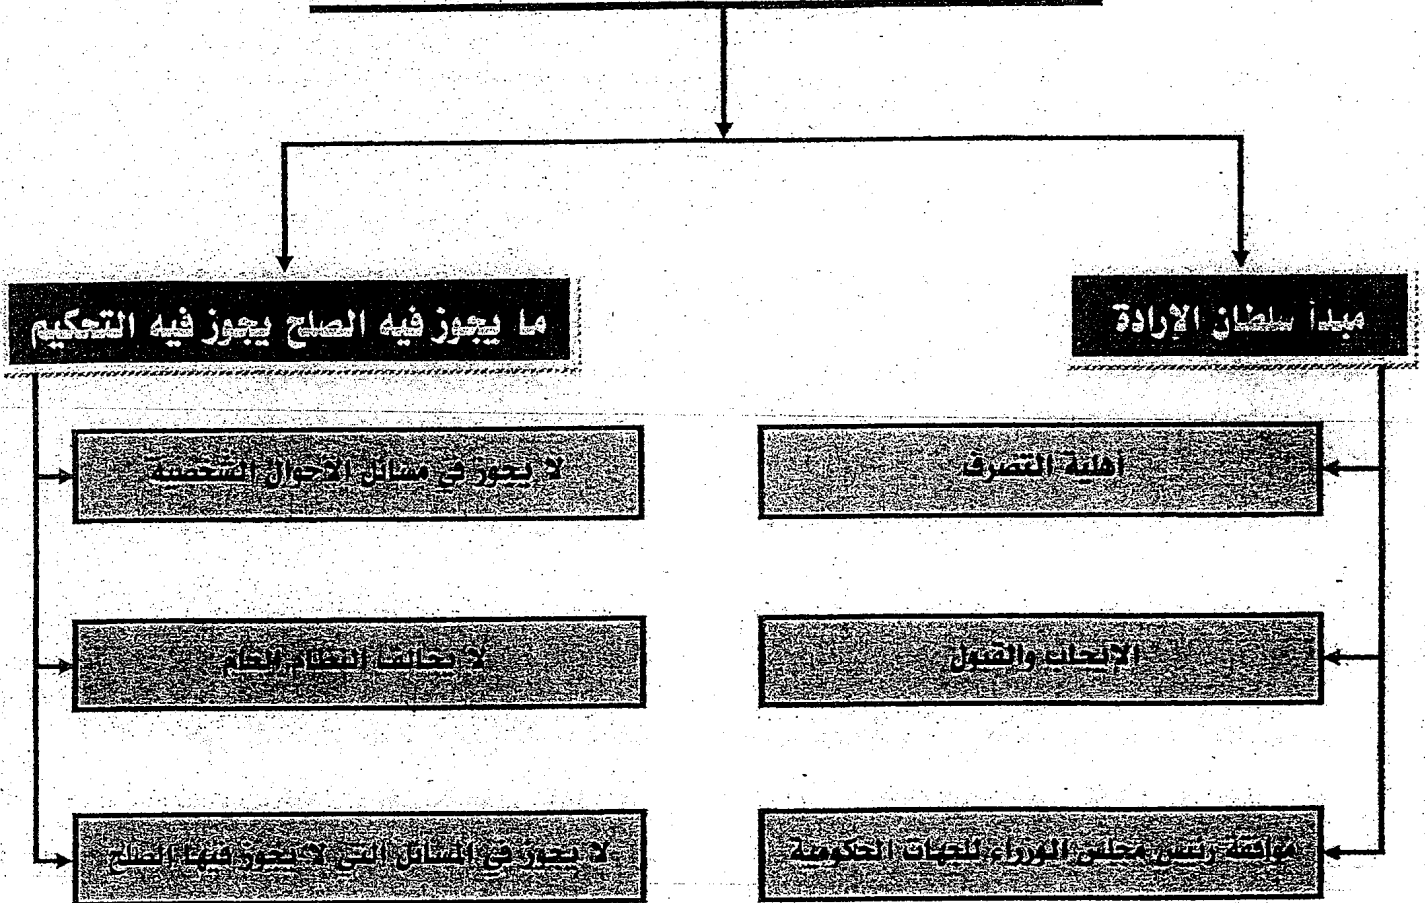 مبدأ سلطان الإرادة
أهلية التصرف
الايجاب والقبول
موافقة رئيس مجلس الوزراء للجهات الحكومية
ما يجوز فيه الصلح يجوز فيه التحكيم
لا يجوز في مسائل الأحوال الشخصية
لا يخالف النظام العام
لا يجوز في المسائل التي لا يجوز فيها الصلح